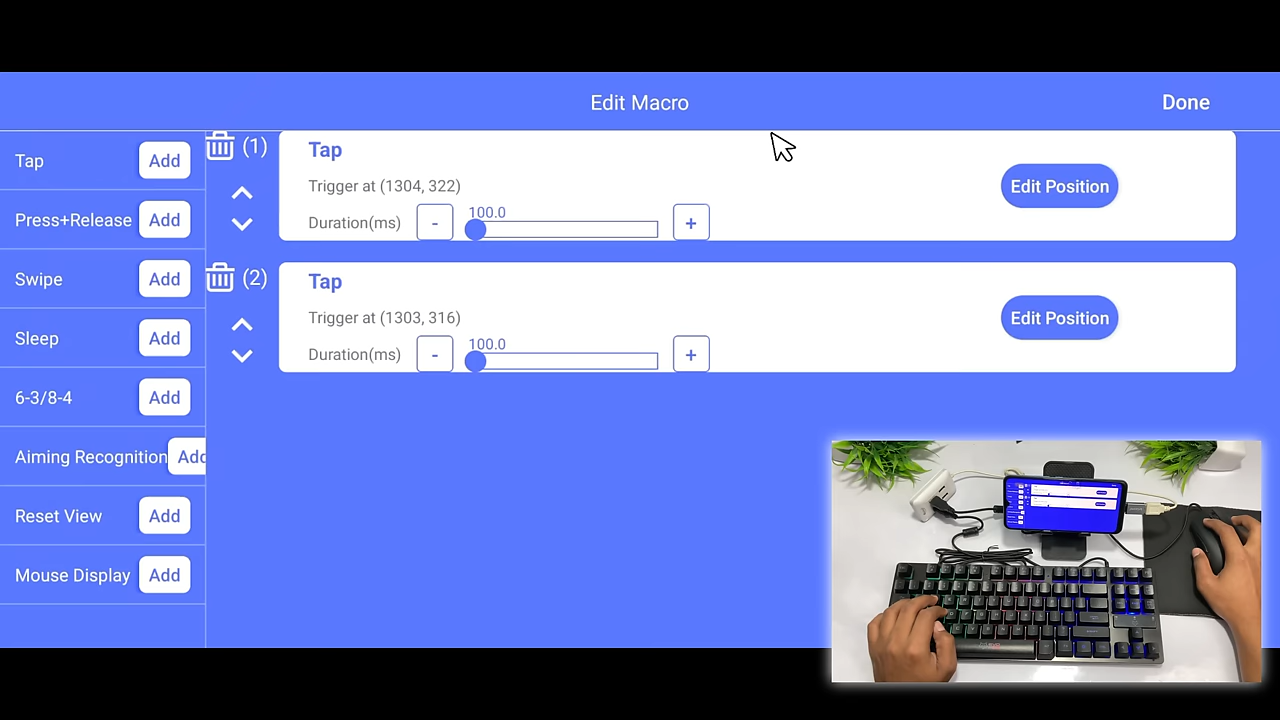 Edit Macro
Done
Tap Add
Press+Release Add
Swipe Add
Sleep Add
6-3/8-4 Add
Aiming Recognition Add
Reset View Add
Mouse Display Add
(1)
Tap
Trigger at (1304, 322)
Duration(ms) - 100.0 +
Edit Position
(2)
Tap
Trigger at (1303, 316)
Duration(ms) - 100.0 +
Edit Position